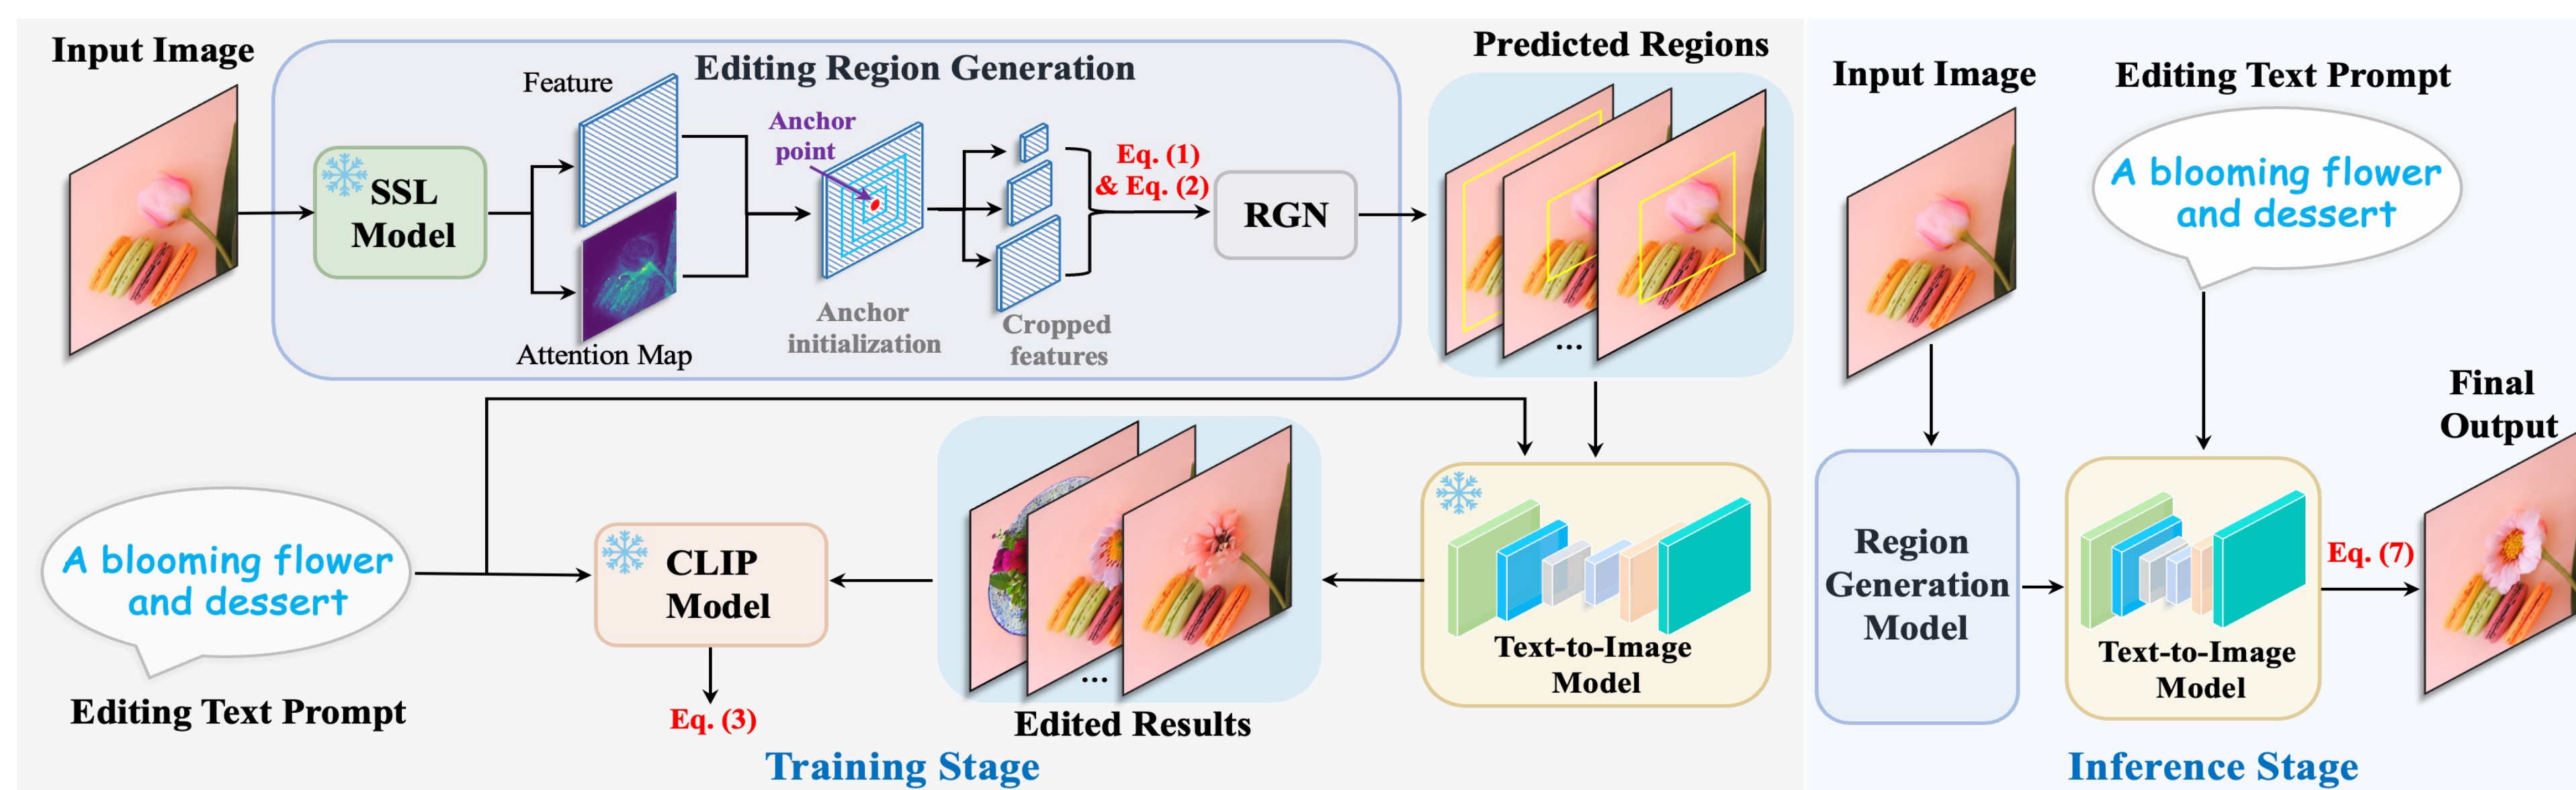 Input Image
Editing Region Generation
Feature
SSL
Model
Attention Map
Anchor
point
Anchor
initialization
Cropped
features
Eq. (1)
& Eq. (2)
RGN
Predicted Regions
...
A blooming flower
and dessert
Editing Text Prompt
CLIP
Model
Eq. (3)
...
Edited Results
Text-to-Image
Model
Training Stage
Input Image
Editing Text Prompt
A blooming flower
and dessert
Region
Generation
Model
Text-to-Image
Model
Eq. (7)
Final
Output
Inference Stage